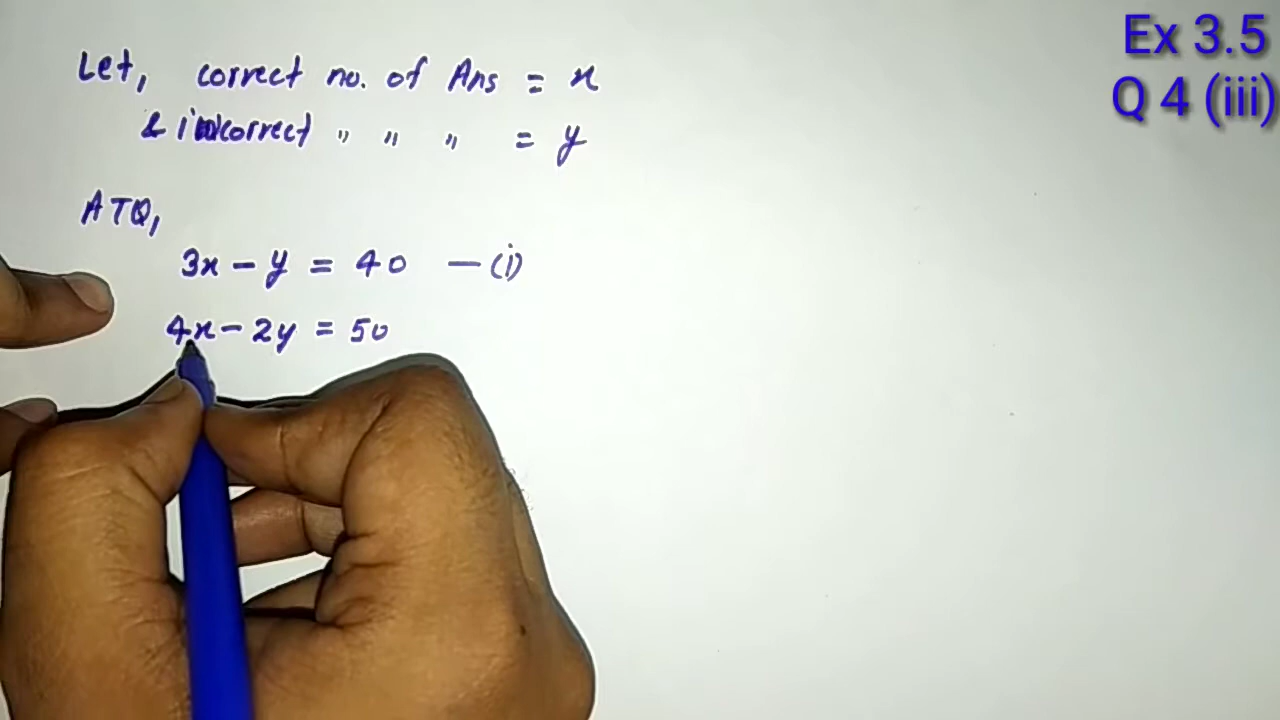 Let, correct no. of Ans = x
& incorrect " " " = y
ATQ,
3x - y = 40 — (i)
4x - 2y = 50
Ex 3.5
Q 4 (iii)